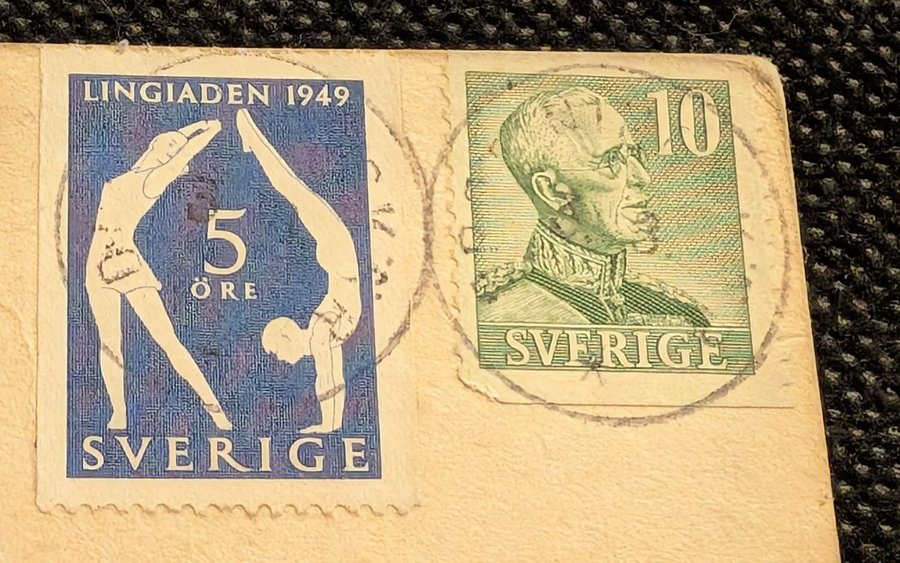 LINGIADEN 1949
5
ÖRE
SVERIGE
10
SVERIGE